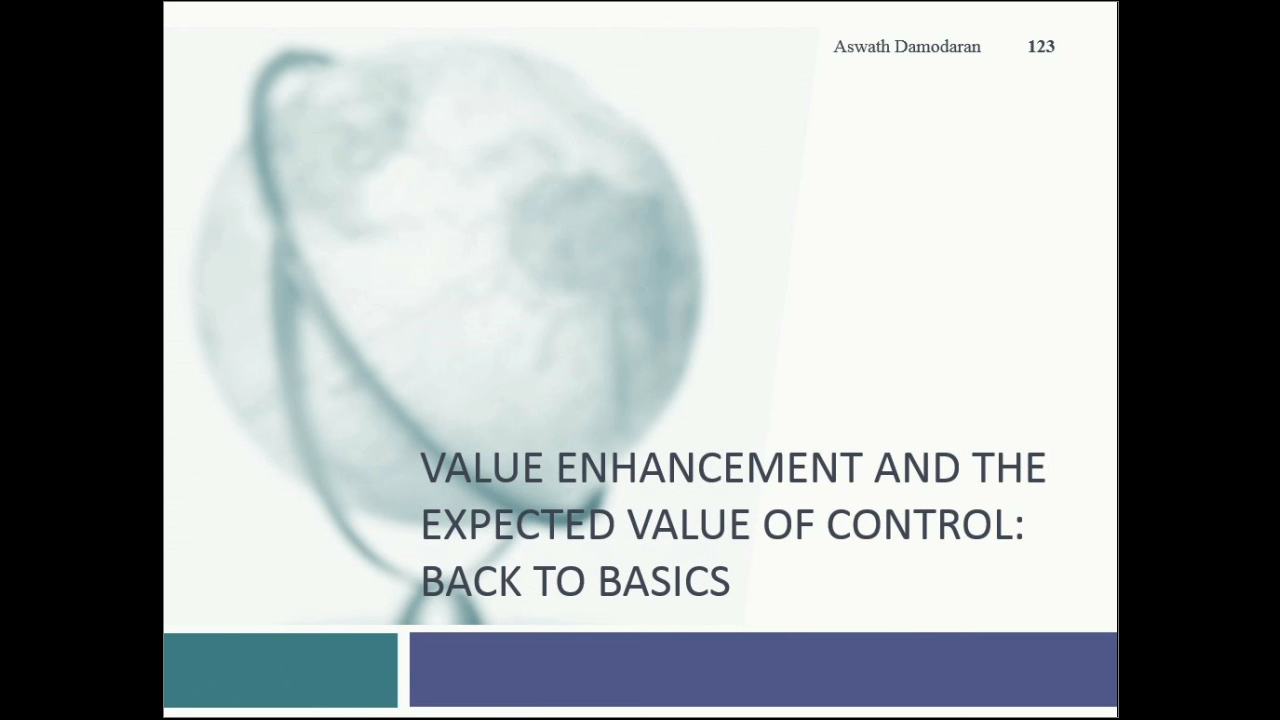 Aswath Damodaran 123
VALUE ENHANCEMENT AND THE
EXPECTED VALUE OF CONTROL:
BACK TO BASICS